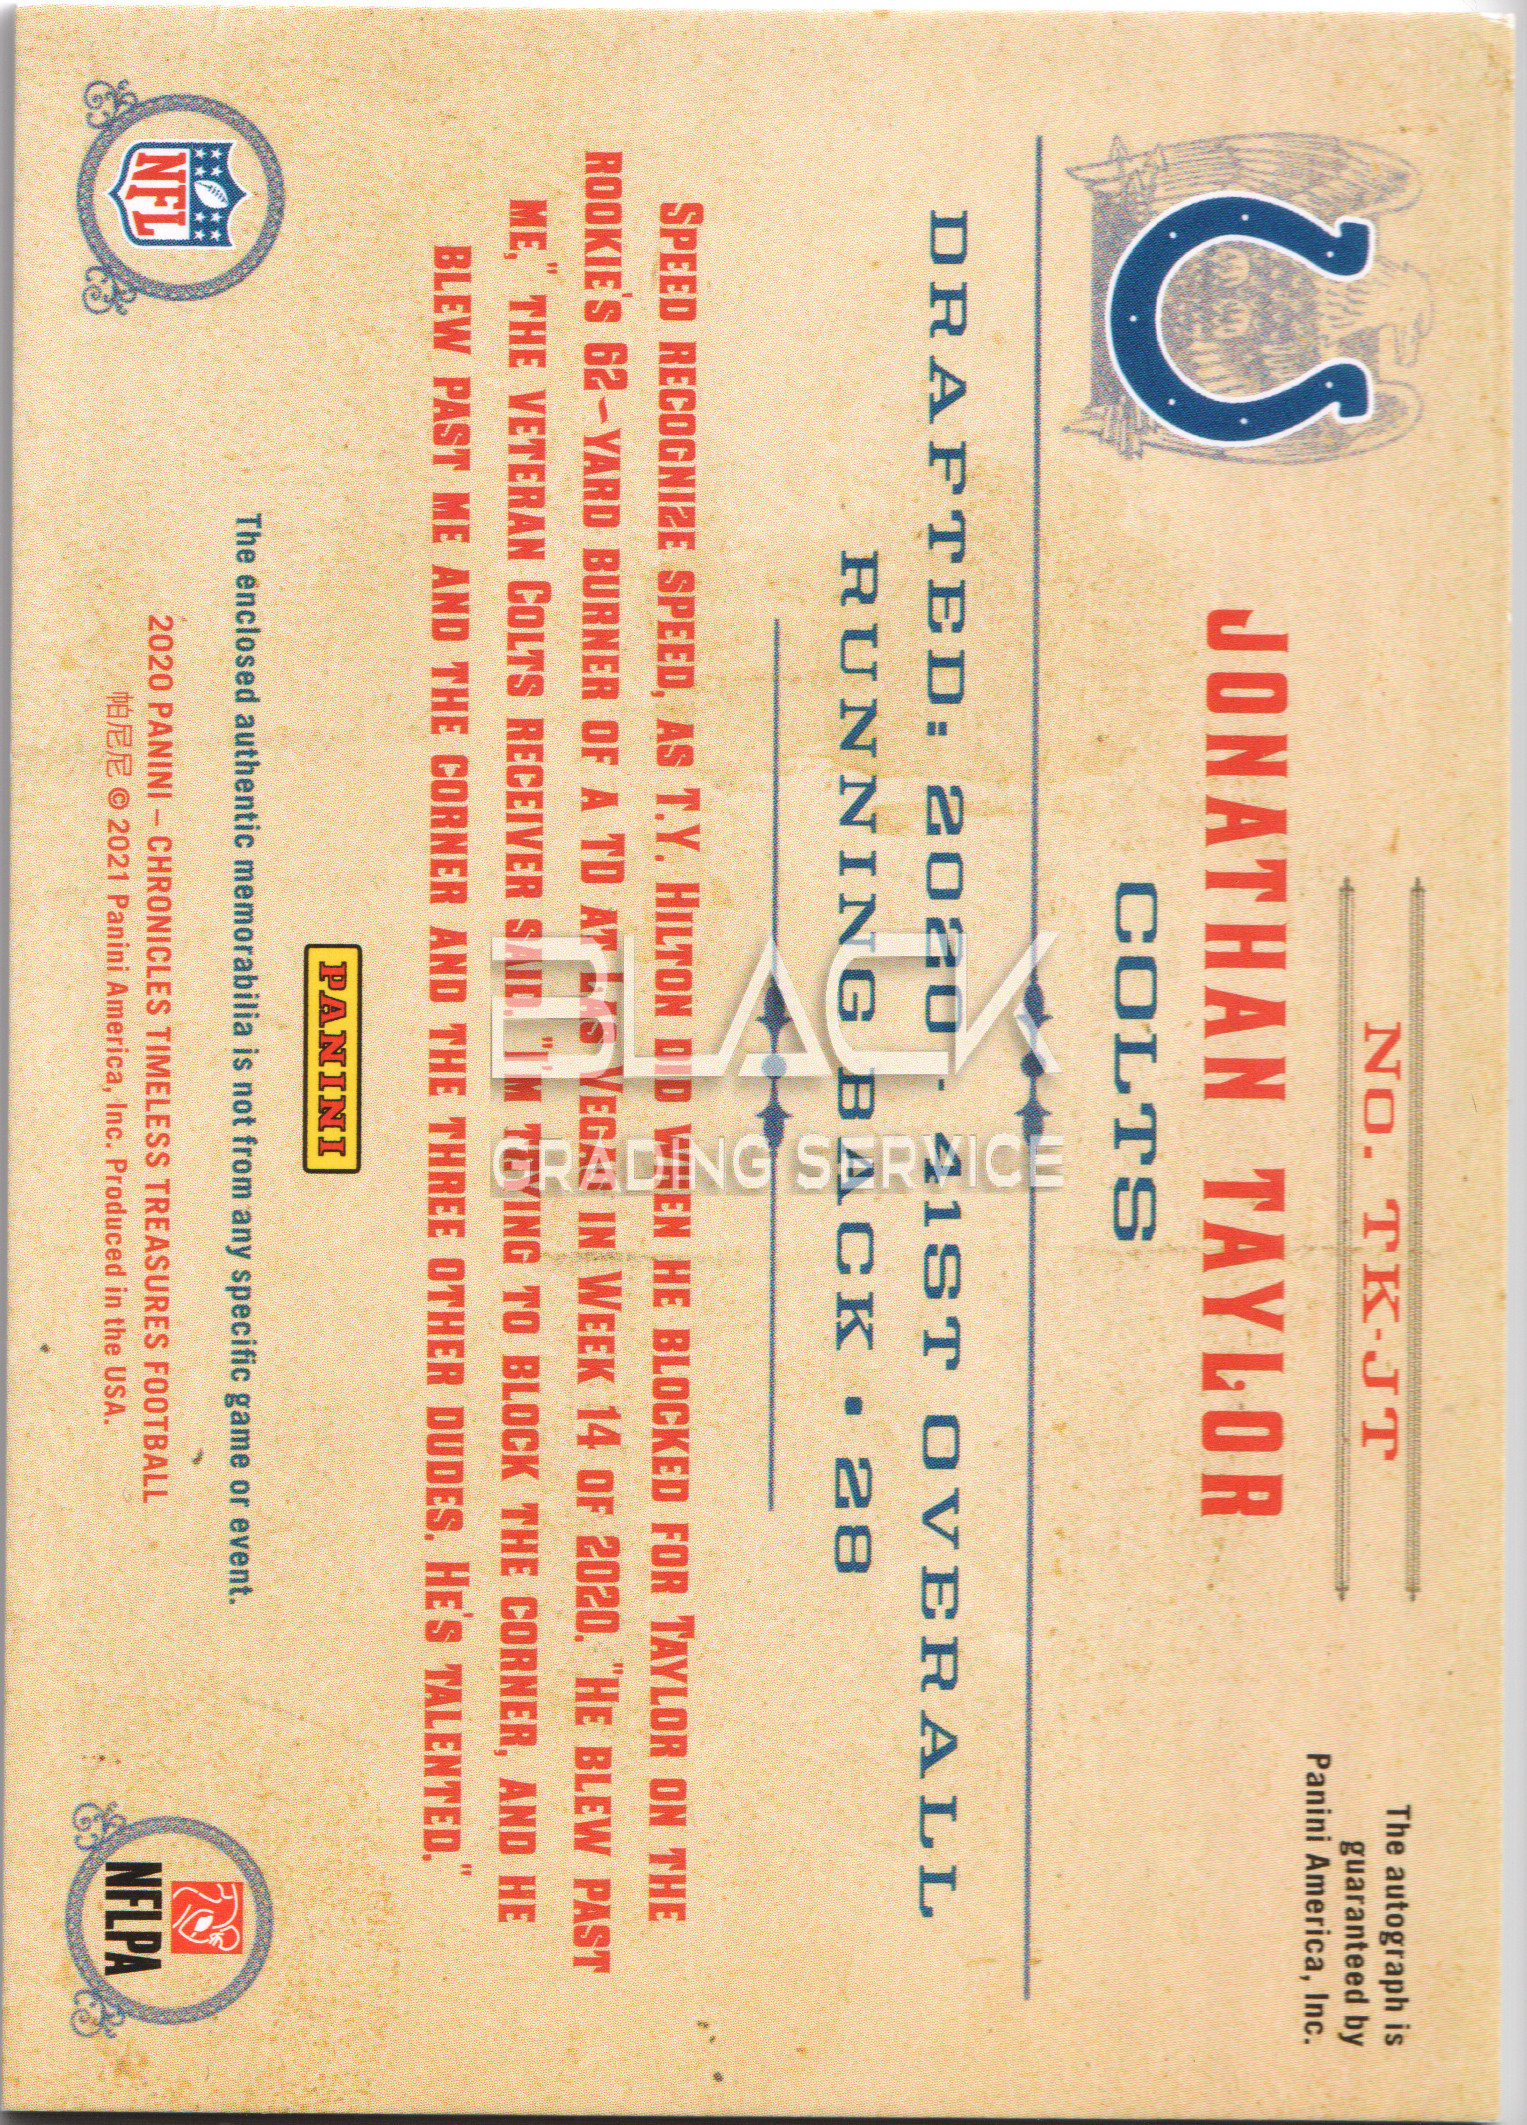 NO. TK-JT
The autograph is
guaranteed by
Panini America, Inc.
JONATHAN TAYLOR
COLTS
DRAFTED: 2020 · 41ST OVERALL
RUNNING BACK • 28
SPEED RECOGNIZE SPEED, AS T.Y. HILTON DID WHEN HE BLOCKED FOR TAYLOR ON THE
ROOKIE'S 62-YARD BURNER OF A TD AT LAS VEGAS IN WEEK 14 OF 2020. "HE BLEW PAST
ME," THE VETERAN COLTS RECEIVER SAID. "I'M TRYING TO BLOCK THE CORNER, AND HE
BLEW PAST ME AND THE CORNER AND THE THREE OTHER DUDES. HE'S TALENTED."
BLACK
GRADING SERVICE
PANINI
The enclosed authentic memorabilia is not from any specific game or event.
2020 PANINI – CHRONICLES TIMELESS TREASURES FOOTBALL
帕尼尼 © 2021 Panini America, Inc. Produced in the USA.
NFL
NFLPA